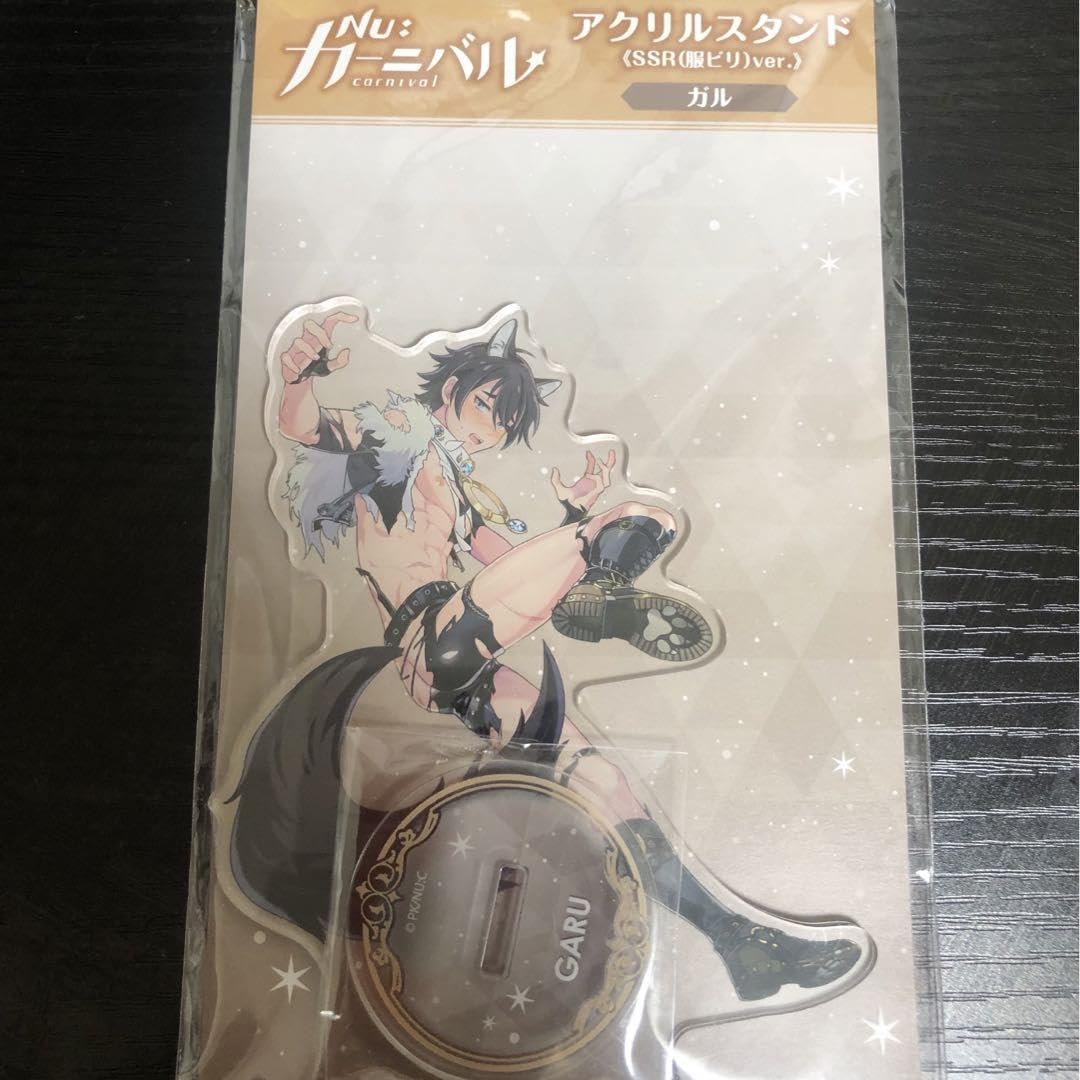 NU:
カーニバル
carnival
アクリルスタンド
《SSR(服ビリ)ver.》
ガル
© PK/NU:C
GARU